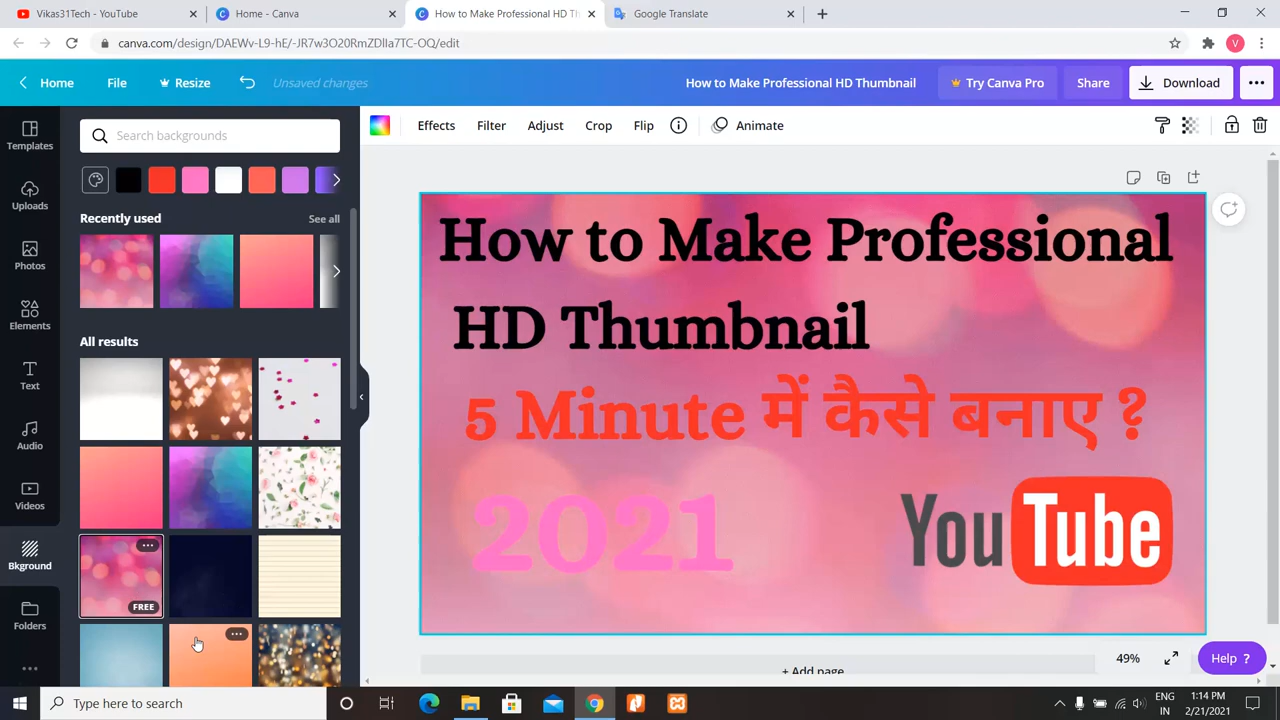 Vikas31Tech - YouTube
Home - Canva
How to Make Professional HD Th
Google Translate
canva.com/design/DAEWv-L9-hE/-JR7w3O20RmZDlla7TC-OQ/edit
V
Home
File
Resize
Unsaved changes
How to Make Professional HD Thumbnail
Try Canva Pro
Share
Download
Templates
Uploads
Photos
Elements
Text
Audio
Videos
Bkground
Folders
Search backgrounds
Recently used
See all
All results
FREE
Effects
Filter
Adjust
Crop
Flip
Animate
How to Make Professional
HD Thumbnail
5 Minute में कैसे बनाए ?
2021
YouTube
+ Add page
49%
Help ?
Type here to search
ENG
IN
1:14 PM
2/21/2021